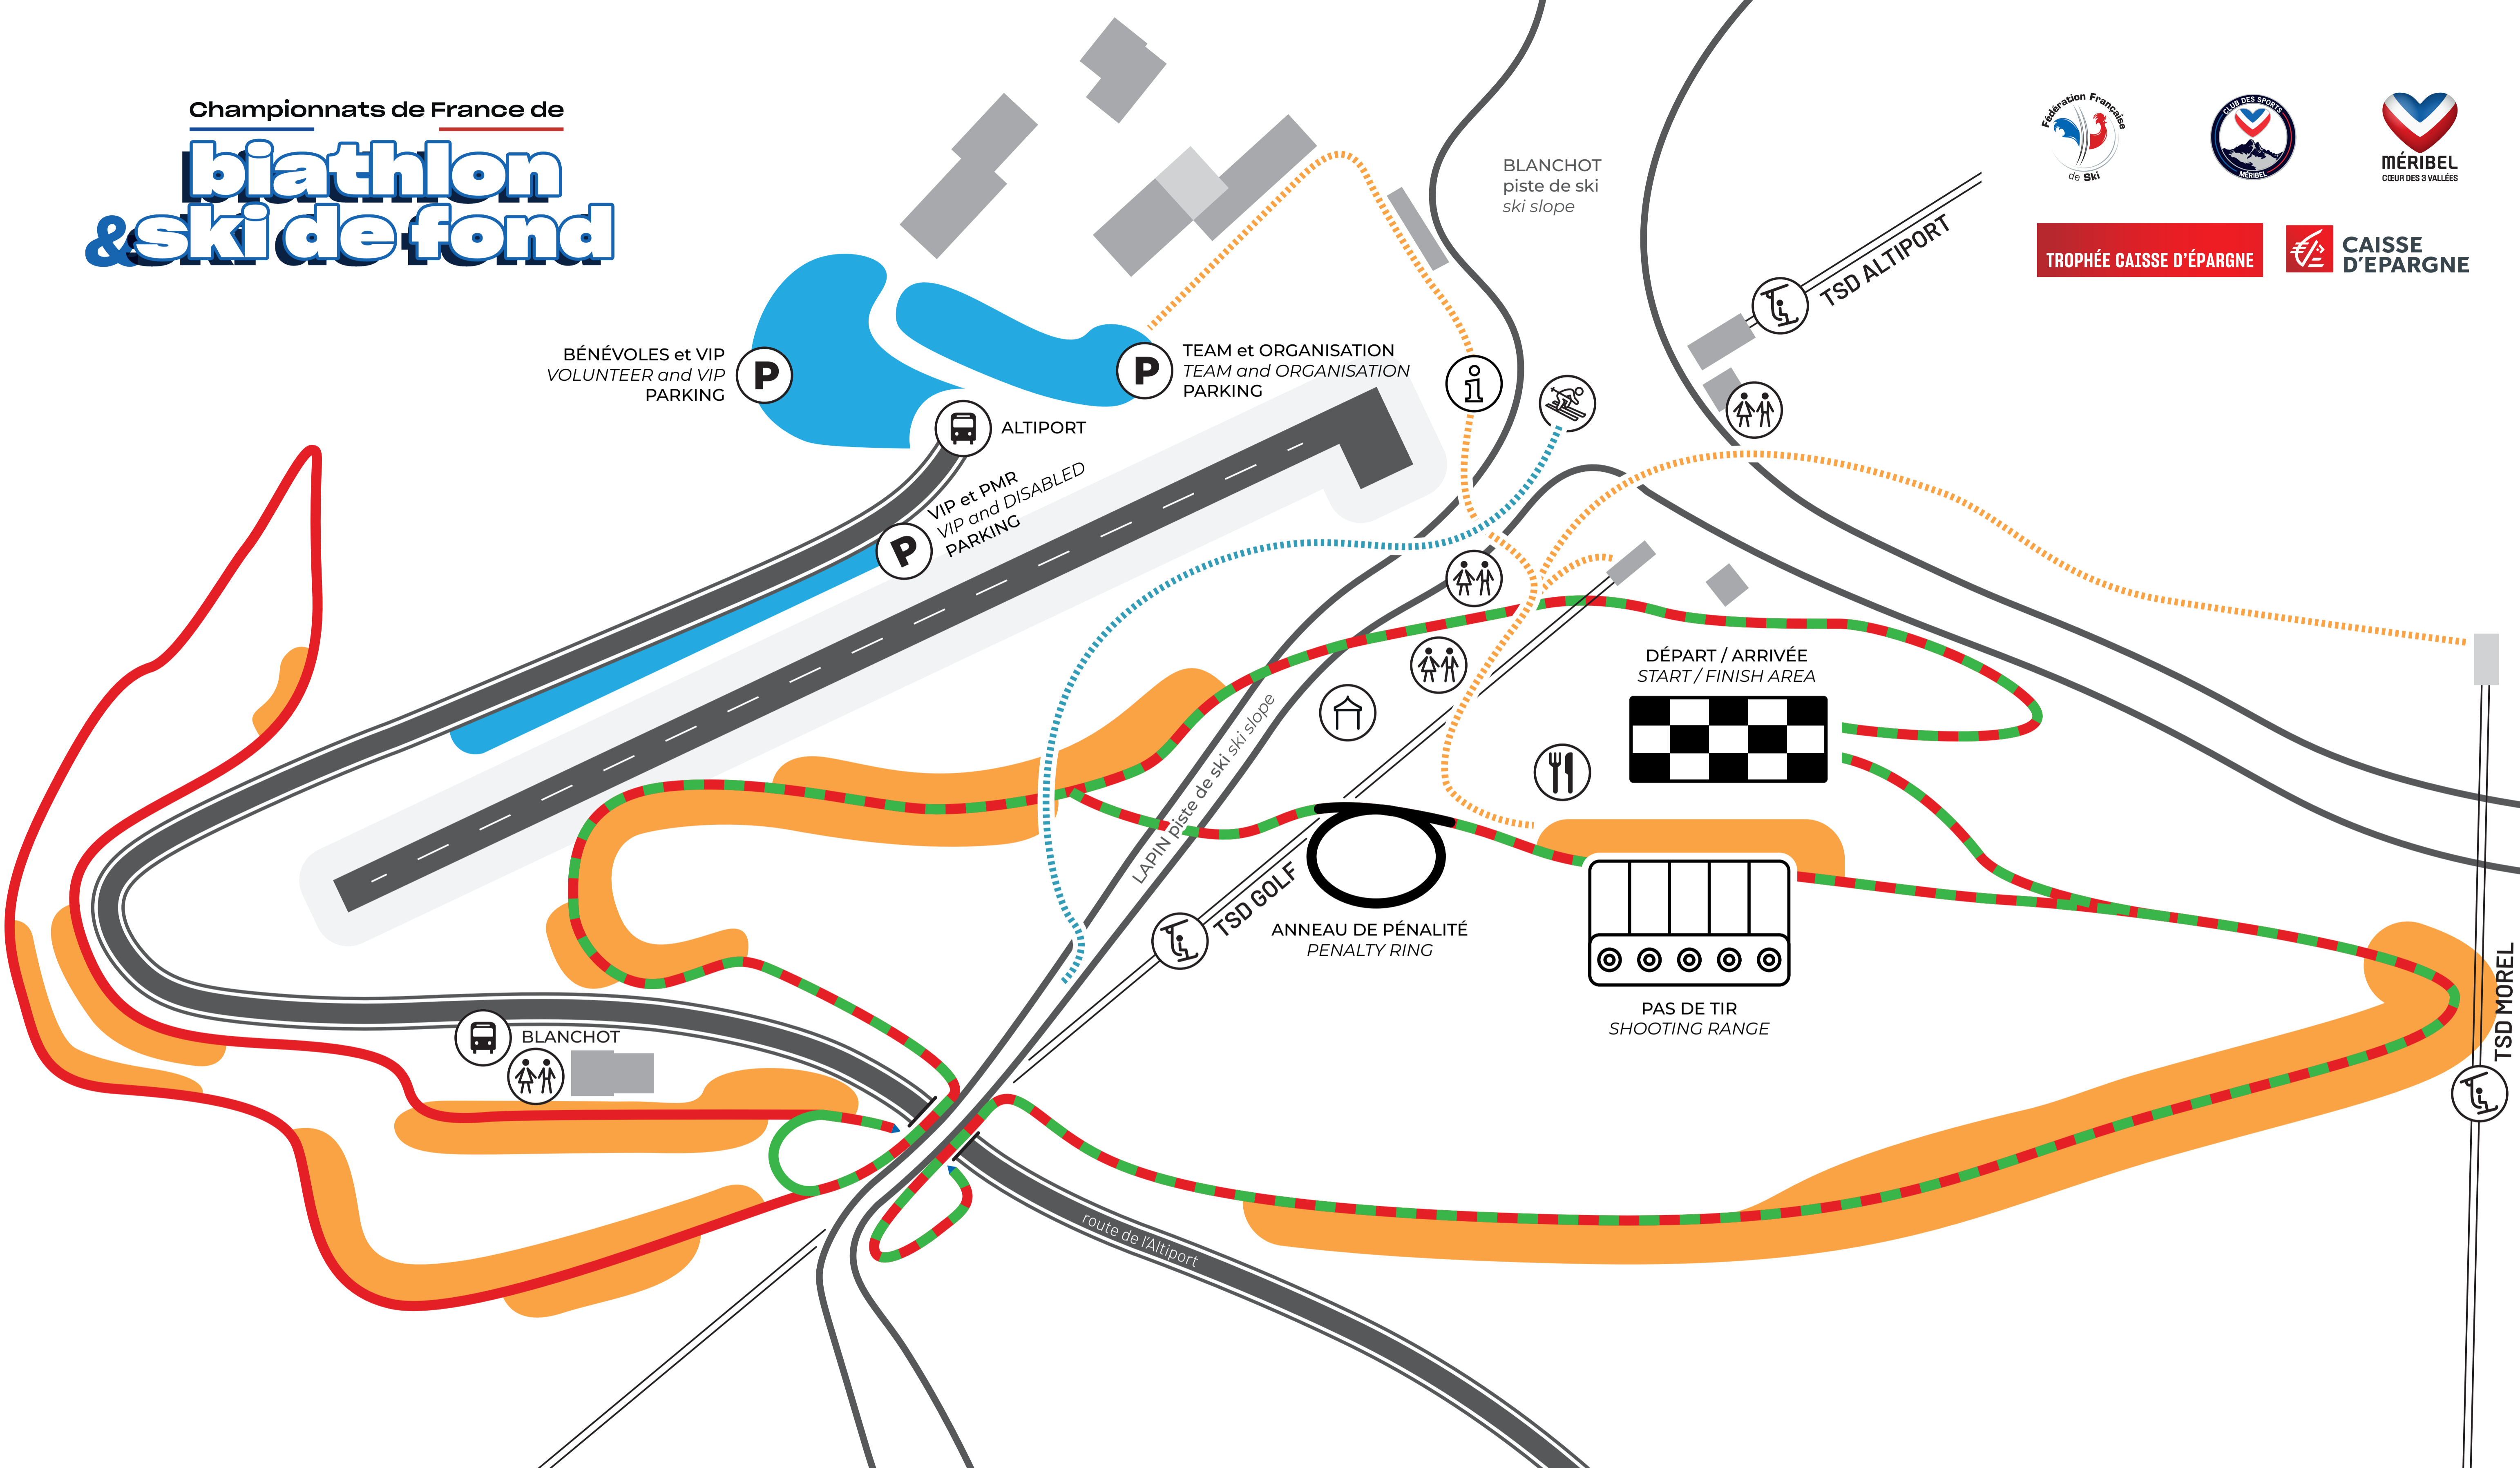 Championnats de France de
biathlon
&ski de fond
Fédération Française
de Ski
CLUB DES SPORTS
MÉRIBEL
MÉRIBEL
CŒUR DES 3 VALLÉES
TROPHÉE CAISSE D'ÉPARGNE
CAISSE
D'EPARGNE
BLANCHOT
piste de ski
ski slope
TSD ALTIPORT
BÉNÉVOLES et VIP
VOLUNTEER and VIP
PARKING
P
P
TEAM et ORGANISATION
TEAM and ORGANISATION
PARKING
i
ALTIPORT
P
VIP et PMR
VIP and DISABLED
PARKING
DÉPART / ARRIVÉE
START / FINISH AREA
LAPIN piste de ski ski slope
TSD GOLF
ANNEAU DE PÉNALITÉ
PENALTY RING
PAS DE TIR
SHOOTING RANGE
TSD MOREL
BLANCHOT
route de l'Altiport